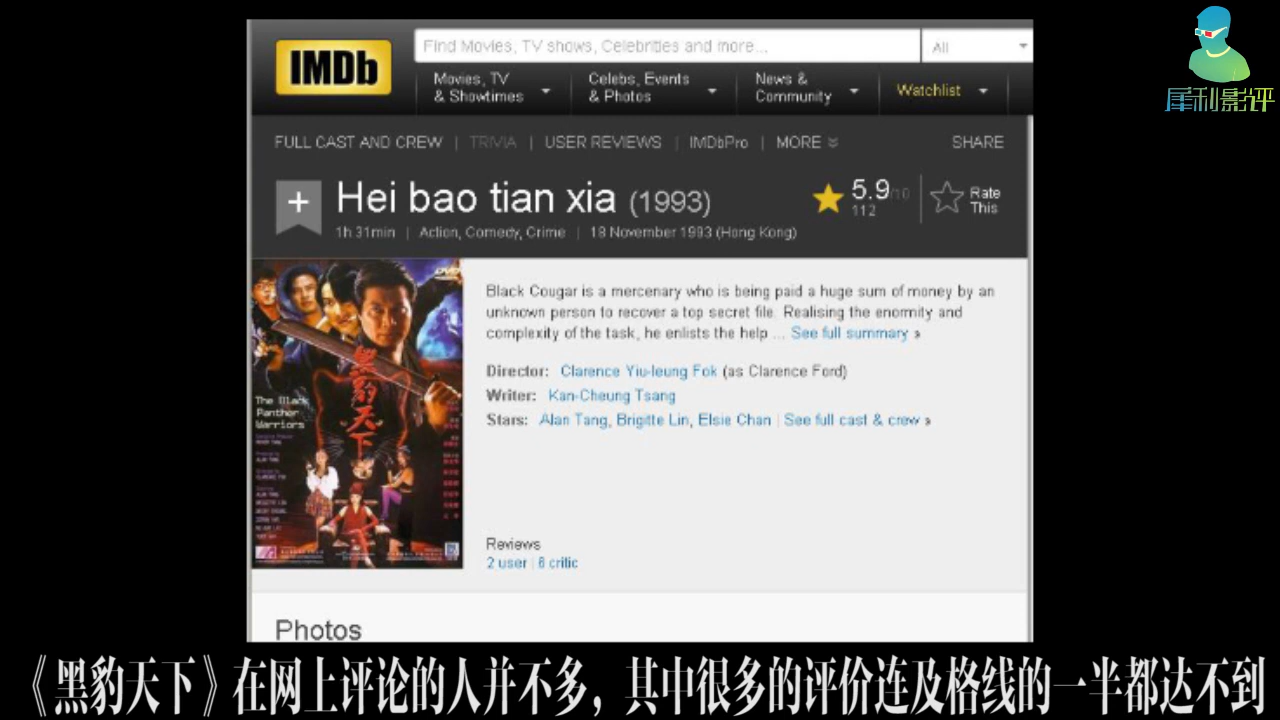 IMDb
Find Movies, TV shows, Celebrities and more...
All
Movies, TV
& Showtimes
Celebs, Events
& Photos
News &
Community
Watchlist
犀利影评
FULL CAST AND CREW | TRIVIA | USER REVIEWS | IMDbPro | MORE
SHARE
+ Hei bao tian xia (1993)
5.9/10
112
Rate
This
1h 31min | Action, Comedy, Crime | 18 November 1993 (Hong Kong)
DVD
黑豹天下
The Black
Panther
Warriors
Black Cougar is a mercenary who is being paid a huge sum of money by an
unknown person to recover a top secret file. Realising the enormity and
complexity of the task, he enlists the help ... See full summary »
Director: Clarence Yiu-leung Fok (as Clarence Ford)
Writer: Kan-Cheung Tsang
Stars: Alan Tang, Brigitte Lin, Elsie Chan | See full cast & crew »
Reviews
2 user | 6 critic
Photos
《黑豹天下》在网上评论的人并不多，其中很多的评价连及格线的一半都达不到